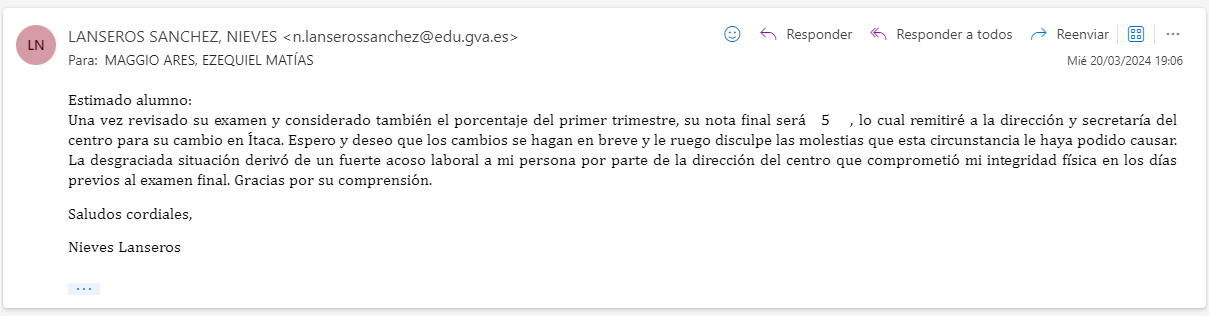 LN
LANSEROS SANCHEZ, NIEVES <n.lanserossanchez@edu.gva.es>
Responder
Responder a todos
Reenviar
Para: MAGGIO ARES, EZEQUIEL MATÍAS
Mié 20/03/2024 19:06
Estimado alumno:
Una vez revisado su examen y considerado también el porcentaje del primer trimestre, su nota final será 5 , lo cual remitiré a la dirección y secretaría del
centro para su cambio en Ítaca. Espero y deseo que los cambios se hagan en breve y le ruego disculpe las molestias que esta circunstancia le haya podido causar.
La desgraciada situación derivó de un fuerte acoso laboral a mi persona por parte de la dirección del centro que comprometió mi integridad física en los días
previos al examen final. Gracias por su comprensión.
Saludos cordiales,
Nieves Lanseros